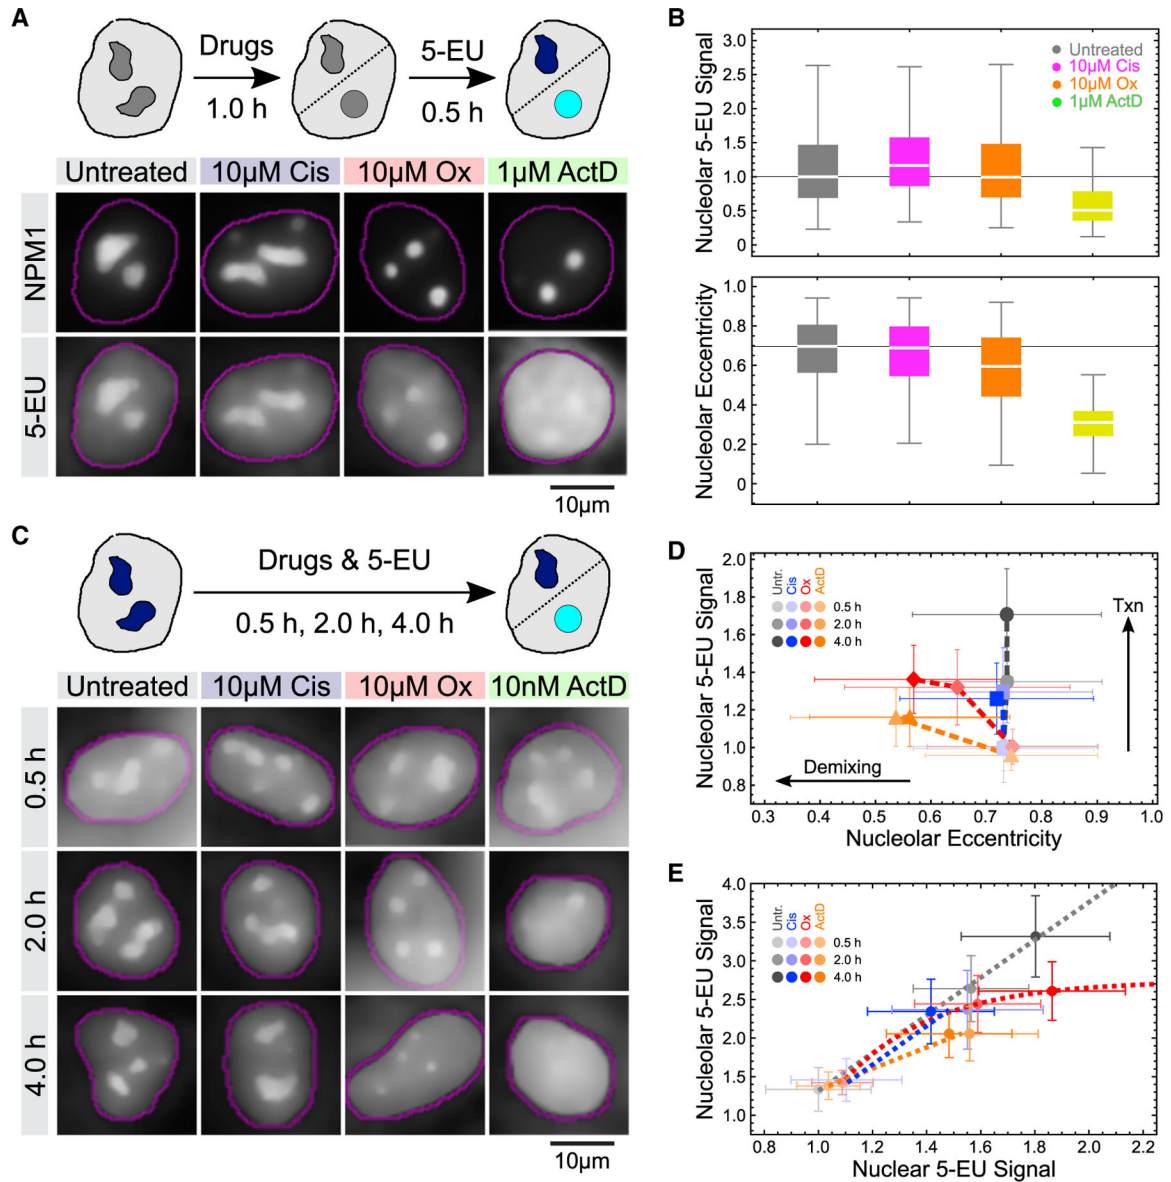 A
Drugs
1.0 h
5-EU
0.5 h
Untreated 10µM Cis 10µM Ox 1µM ActD
NPM1
5-EU
10µm
B
Nucleolar 5-EU Signal
3.0
2.5
2.0
1.5
1.0
0.5
0
Untreated
10µM Cis
10µM Ox
1µM ActD
Nucleolar Eccentricity
1.0
0.8
0.6
0.4
0.2
0
C
Drugs & 5-EU
0.5 h, 2.0 h, 4.0 h
Untreated 10µM Cis 10µM Ox 10nM ActD
0.5 h
2.0 h
4.0 h
10µm
D
Nucleolar 5-EU Signal
2.0
1.8
1.6
1.4
1.2
1.0
0.8
Untr. Cis Ox ActD
0.5 h
2.0 h
4.0 h
Txn
Demixing
0.3 0.4 0.5 0.6 0.7 0.8 0.9 1.0
Nucleolar Eccentricity
E
Nucleolar 5-EU Signal
4.0
3.5
3.0
2.5
2.0
1.5
1.0
Untr. Cis Ox ActD
0.5 h
2.0 h
4.0 h
0.8 1.0 1.2 1.4 1.6 1.8 2.0 2.2
Nuclear 5-EU Signal